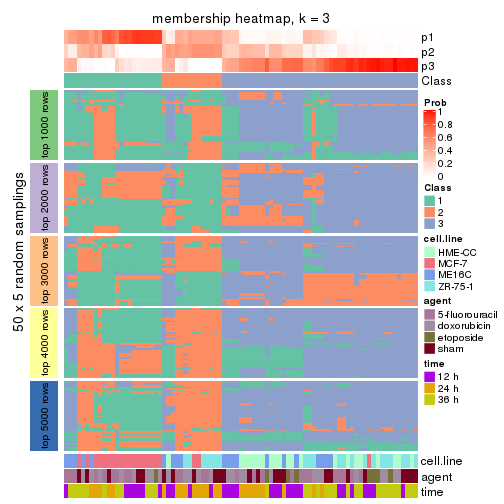 membership heatmap, k = 3
p1
p2
p3
Class
50 x 5 random samplings
top 1000 rows
top 2000 rows
top 3000 rows
top 4000 rows
top 5000 rows
cell.line
agent
time
Prob
1
0.8
0.6
0.4
0.2
0
Class
1
2
3
cell.line
HME-CC
MCF-7
ME16C
ZR-75-1
agent
5-fluorouracil
doxorubicin
etoposide
sham
time
12 h
24 h
36 h